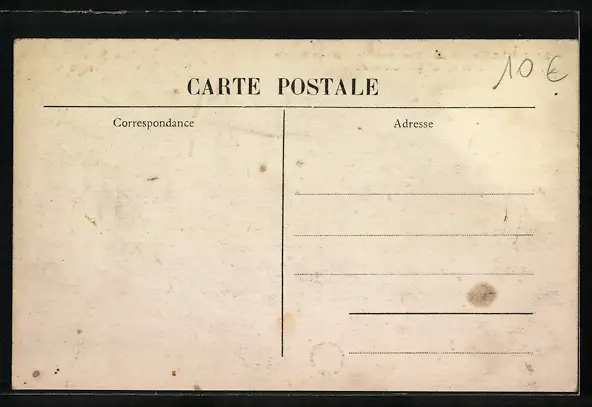 10 €
CARTE POSTALE
Correspondance
Adresse